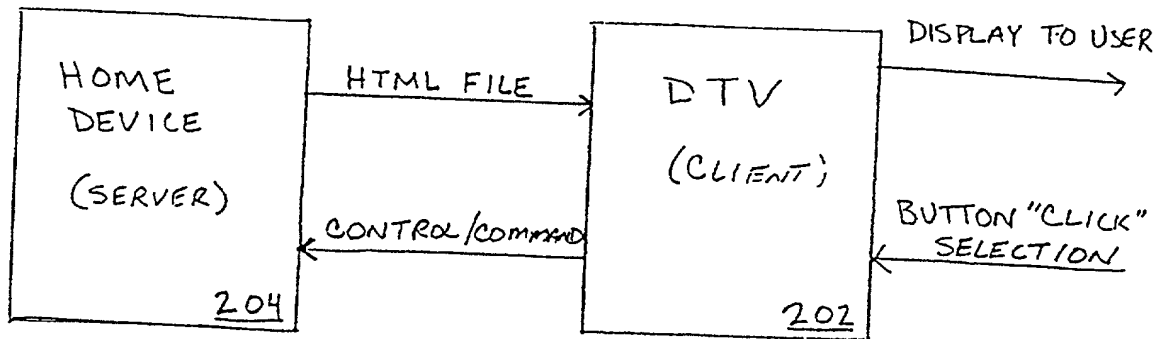 HOME
DEVICE
(SERVER)
204
HTML FILE
CONTROL/COMMAND
DTV
(CLIENT)
202
DISPLAY TO USER
BUTTON "CLICK"
SELECTION